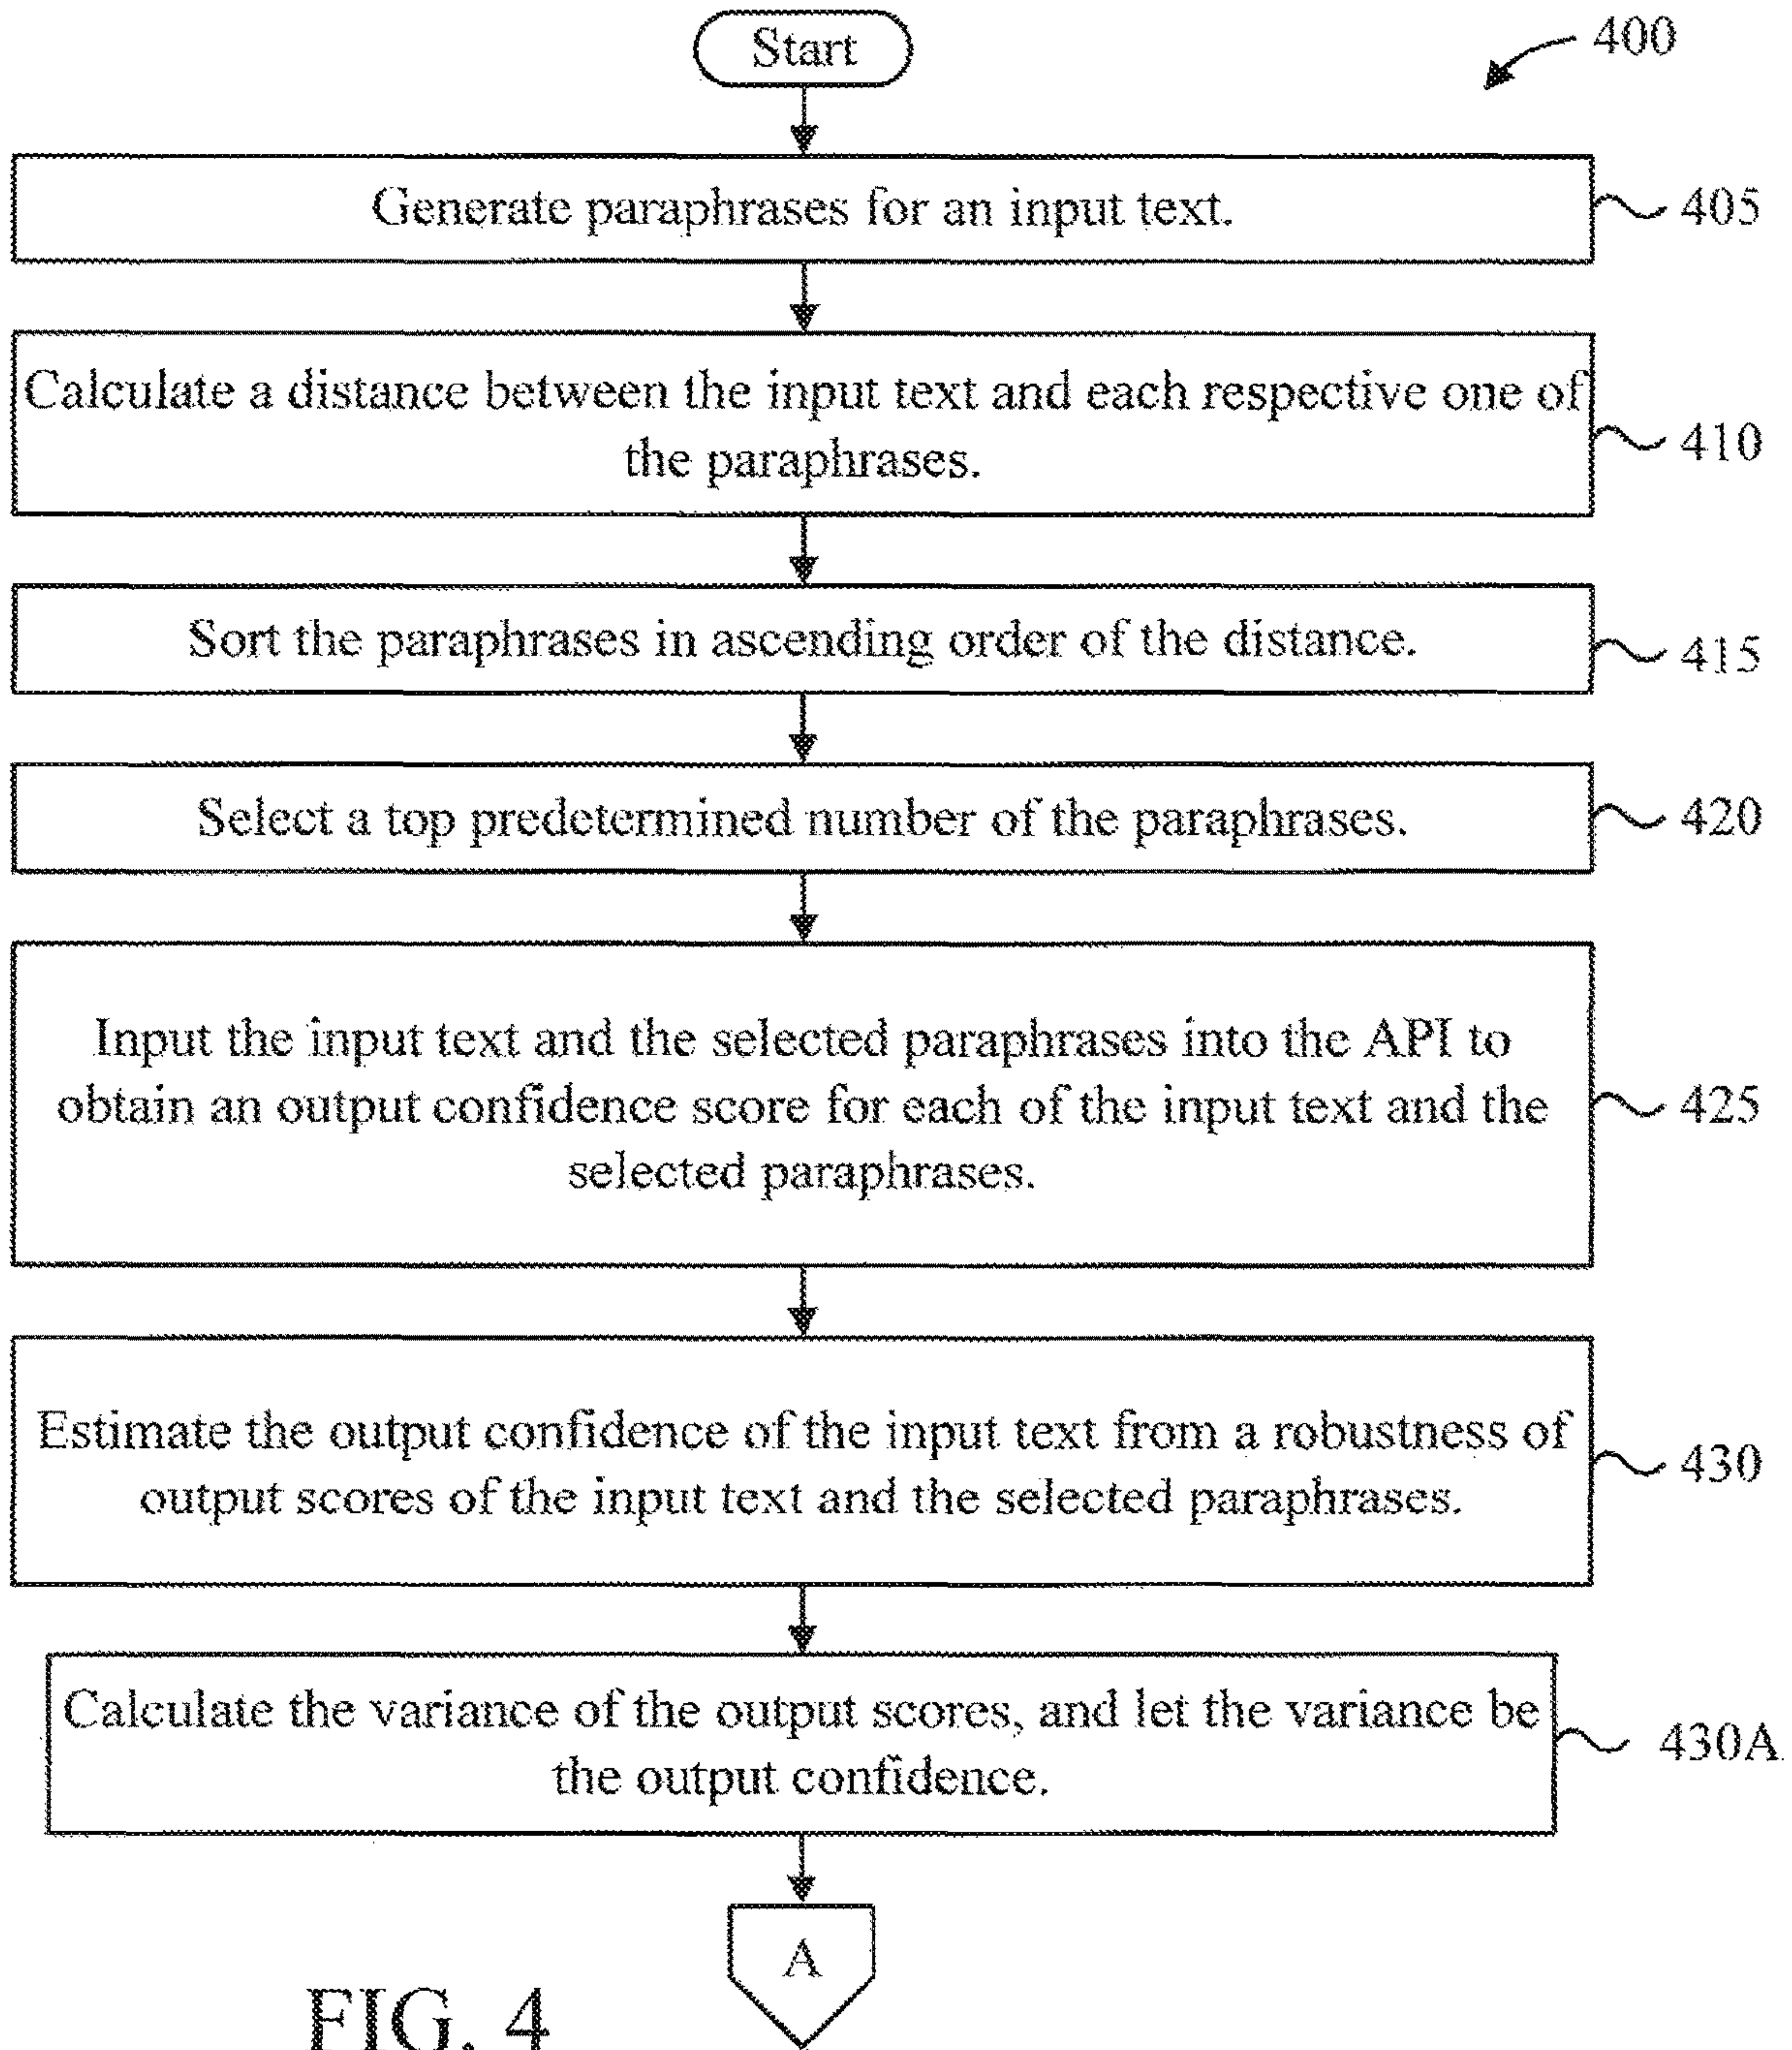 Start
400
Generate paraphrases for an input text.
405
Calculate a distance between the input text and each respective one of
the paraphrases.
410
Sort the paraphrases in ascending order of the distance.
415
Select a top predetermined number of the paraphrases.
420
Input the input text and the selected paraphrases into the API to
obtain an output confidence score for each of the input text and the
selected paraphrases.
425
Estimate the output confidence of the input text from a robustness of
output scores of the input text and the selected paraphrases.
430
Calculate the variance of the output scores, and let the variance be
the output confidence.
430A
A
FIG. 4